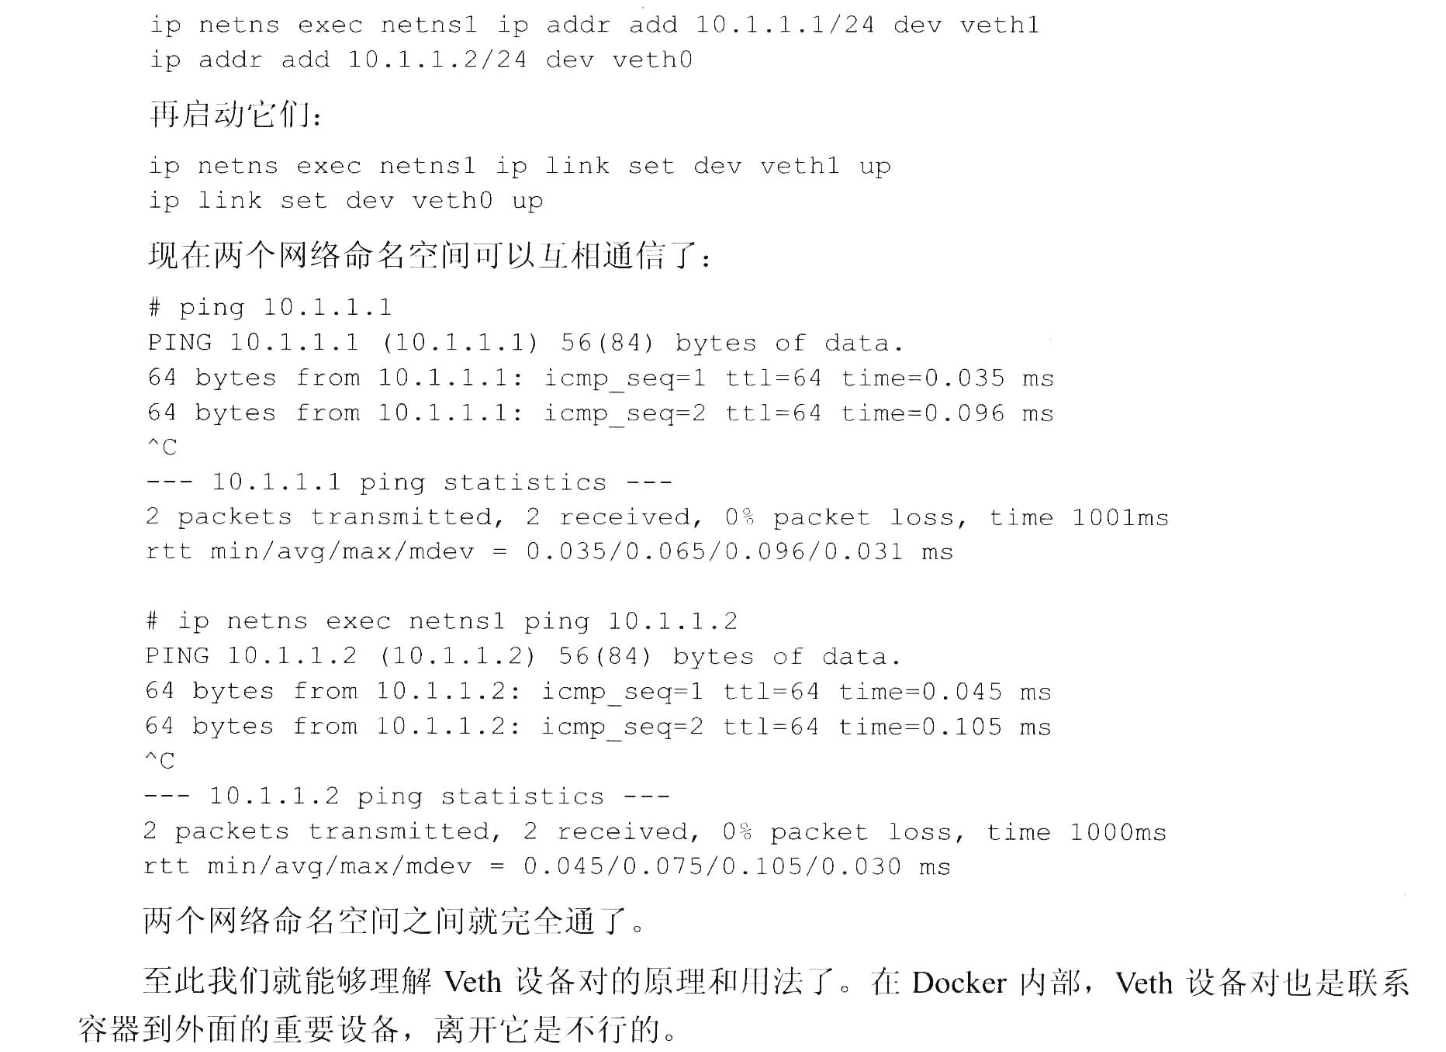 ip netns exec netns1 ip addr add 10.1.1.1/24 dev veth1
ip addr add 10.1.1.2/24 dev veth0
再启动它们：
ip netns exec netns1 ip link set dev veth1 up
ip link set dev veth0 up
现在两个网络命名空间可以互相通信了：
# ping 10.1.1.1
PING 10.1.1.1 (10.1.1.1) 56(84) bytes of data.
64 bytes from 10.1.1.1: icmp_seq=1 ttl=64 time=0.035 ms
64 bytes from 10.1.1.1: icmp_seq=2 ttl=64 time=0.096 ms
^C
--- 10.1.1.1 ping statistics ---
2 packets transmitted, 2 received, 0% packet loss, time 1001ms
rtt min/avg/max/mdev = 0.035/0.065/0.096/0.031 ms
# ip netns exec netns1 ping 10.1.1.2
PING 10.1.1.2 (10.1.1.2) 56(84) bytes of data.
64 bytes from 10.1.1.2: icmp_seq=1 ttl=64 time=0.045 ms
64 bytes from 10.1.1.2: icmp_seq=2 ttl=64 time=0.105 ms
^C
--- 10.1.1.2 ping statistics ---
2 packets transmitted, 2 received, 0% packet loss, time 1000ms
rtt min/avg/max/mdev = 0.045/0.075/0.105/0.030 ms
两个网络命名空间之间就完全通了。
至此我们就能够理解 Veth 设备对的原理和用法了。在 Docker 内部，Veth 设备对也是联系
容器到外面的重要设备，离开它是不行的。